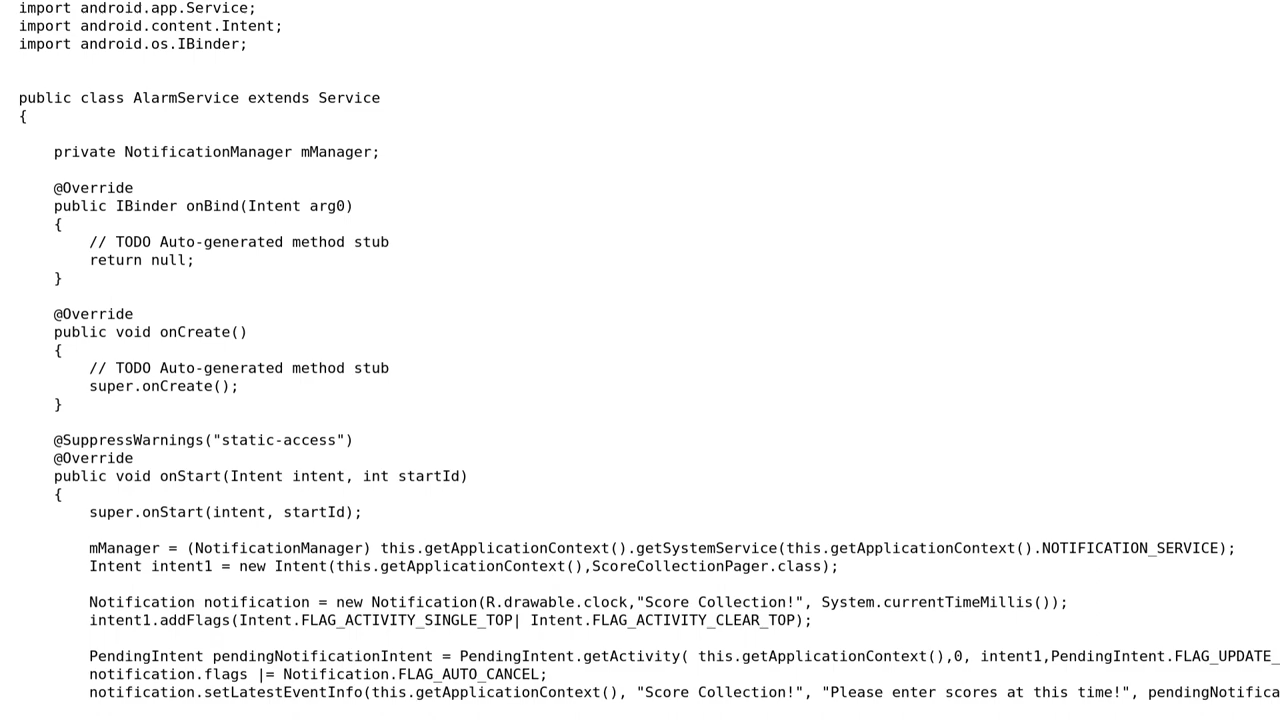 import android.app.Service;
import android.content.Intent;
import android.os.IBinder;
public class AlarmService extends Service
{
private NotificationManager mManager;
@Override
public IBinder onBind(Intent arg0)
{
// TODO Auto-generated method stub
return null;
}
@Override
public void onCreate()
{
// TODO Auto-generated method stub
super.onCreate();
}
@SuppressWarnings("static-access")
@Override
public void onStart(Intent intent, int startId)
{
super.onStart(intent, startId);
mManager = (NotificationManager) this.getApplicationContext().getSystemService(this.getApplicationContext().NOTIFICATION_SERVICE);
Intent intent1 = new Intent(this.getApplicationContext(),ScoreCollectionPager.class);
Notification notification = new Notification(R.drawable.clock,"Score Collection!", System.currentTimeMillis());
intent1.addFlags(Intent.FLAG_ACTIVITY_SINGLE_TOP| Intent.FLAG_ACTIVITY_CLEAR_TOP);
PendingIntent pendingNotificationIntent = PendingIntent.getActivity( this.getApplicationContext(),0, intent1,PendingIntent.FLAG_UPDATE_
notification.flags |= Notification.FLAG_AUTO_CANCEL;
notification.setLatestEventInfo(this.getApplicationContext(), "Score Collection!", "Please enter scores at this time!", pendingNotifica